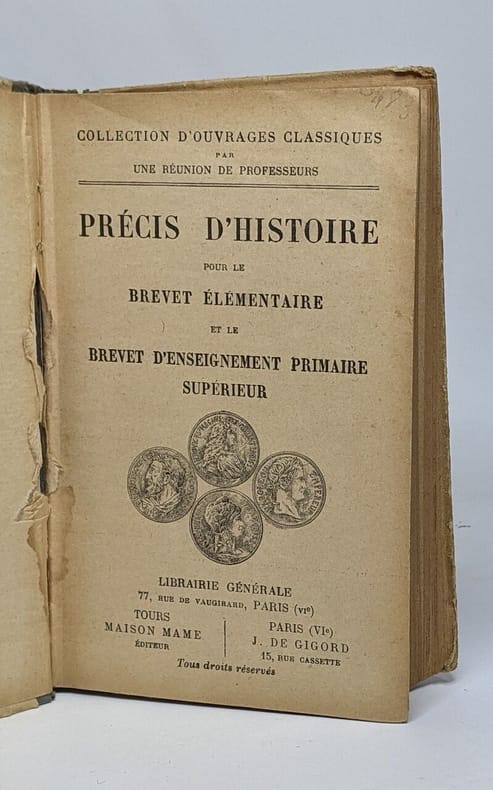 COLLECTION D'OUVRAGES CLASSIQUES
PAR
UNE RÉUNION DE PROFESSEURS
PRÉCIS D'HISTOIRE
POUR LE
BREVET ÉLÉMENTAIRE
ET LE
BREVET D'ENSEIGNEMENT PRIMAIRE
SUPÉRIEUR
LIBRAIRIE GÉNÉRALE
77, RUE DE VAUGIRARD, PARIS (VIe)
TOURS
MAISON MAME
ÉDITEUR
PARIS (VIe)
J. DE GIGORD
15, RUE CASSETTE
Tous droits réservés